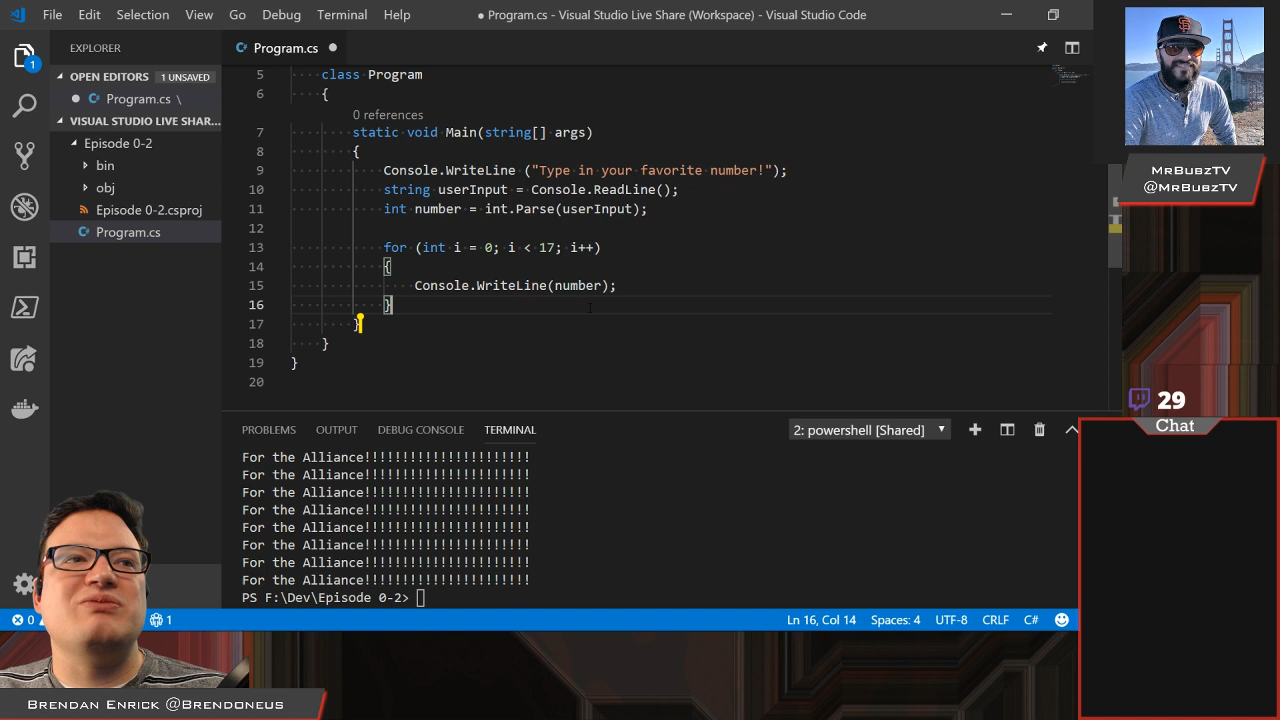 File Edit Selection View Go Debug Terminal Help
● Program.cs - Visual Studio Live Share (Workspace) - Visual Studio Code
EXPLORER
OPEN EDITORS 1 UNSAVED
Program.cs \
VISUAL STUDIO LIVE SHAR...
Episode 0-2
bin
obj
Episode 0-2.csproj
Program.cs
1
Program.cs
5 class Program
6 {
0 references
7 static void Main(string[] args)
8 {
9 Console.WriteLine ("Type in your favorite number!");
10 string userInput = Console.ReadLine();
11 int number = int.Parse(userInput);
12
13 for (int i = 0; i < 17; i++)
14 {
15 Console.WriteLine(number);
16 }
17 }
18 }
19 }
20
PROBLEMS OUTPUT DEBUG CONSOLE TERMINAL
2: powershell [Shared]
For the Alliance!!!!!!!!!!!!!!!!!!!!!!
For the Alliance!!!!!!!!!!!!!!!!!!!!!!
For the Alliance!!!!!!!!!!!!!!!!!!!!!!
For the Alliance!!!!!!!!!!!!!!!!!!!!!!
For the Alliance!!!!!!!!!!!!!!!!!!!!!!
For the Alliance!!!!!!!!!!!!!!!!!!!!!!
For the Alliance!!!!!!!!!!!!!!!!!!!!!!
For the Alliance!!!!!!!!!!!!!!!!!!!!!!
PS F:\Dev\Episode 0-2>
0 1 Ln 16, Col 14 Spaces: 4 UTF-8 CRLF C#
MrBubzTV
@MrBubzTV
29
Chat
Brendan Enrick @Brendoneus